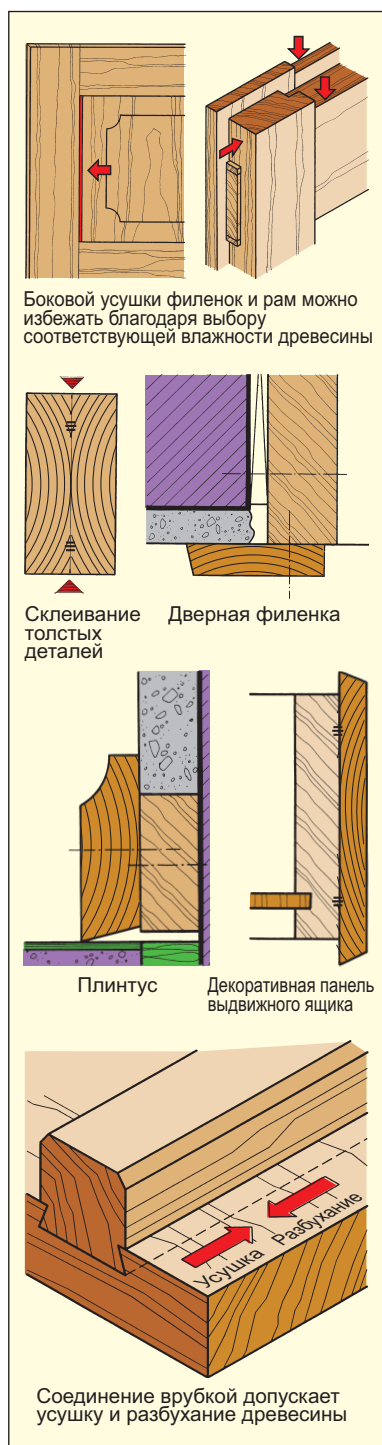 Боковой усушки филенок и рам можно
избежать благодаря выбору
соответствующей влажности древесины
Склеивание
толстых
деталей
Дверная филенка
Плинтус
Декоративная панель
выдвижного ящика
Усушка
Разбухание
Соединение врубкой допускает
усушку и разбухание древесины